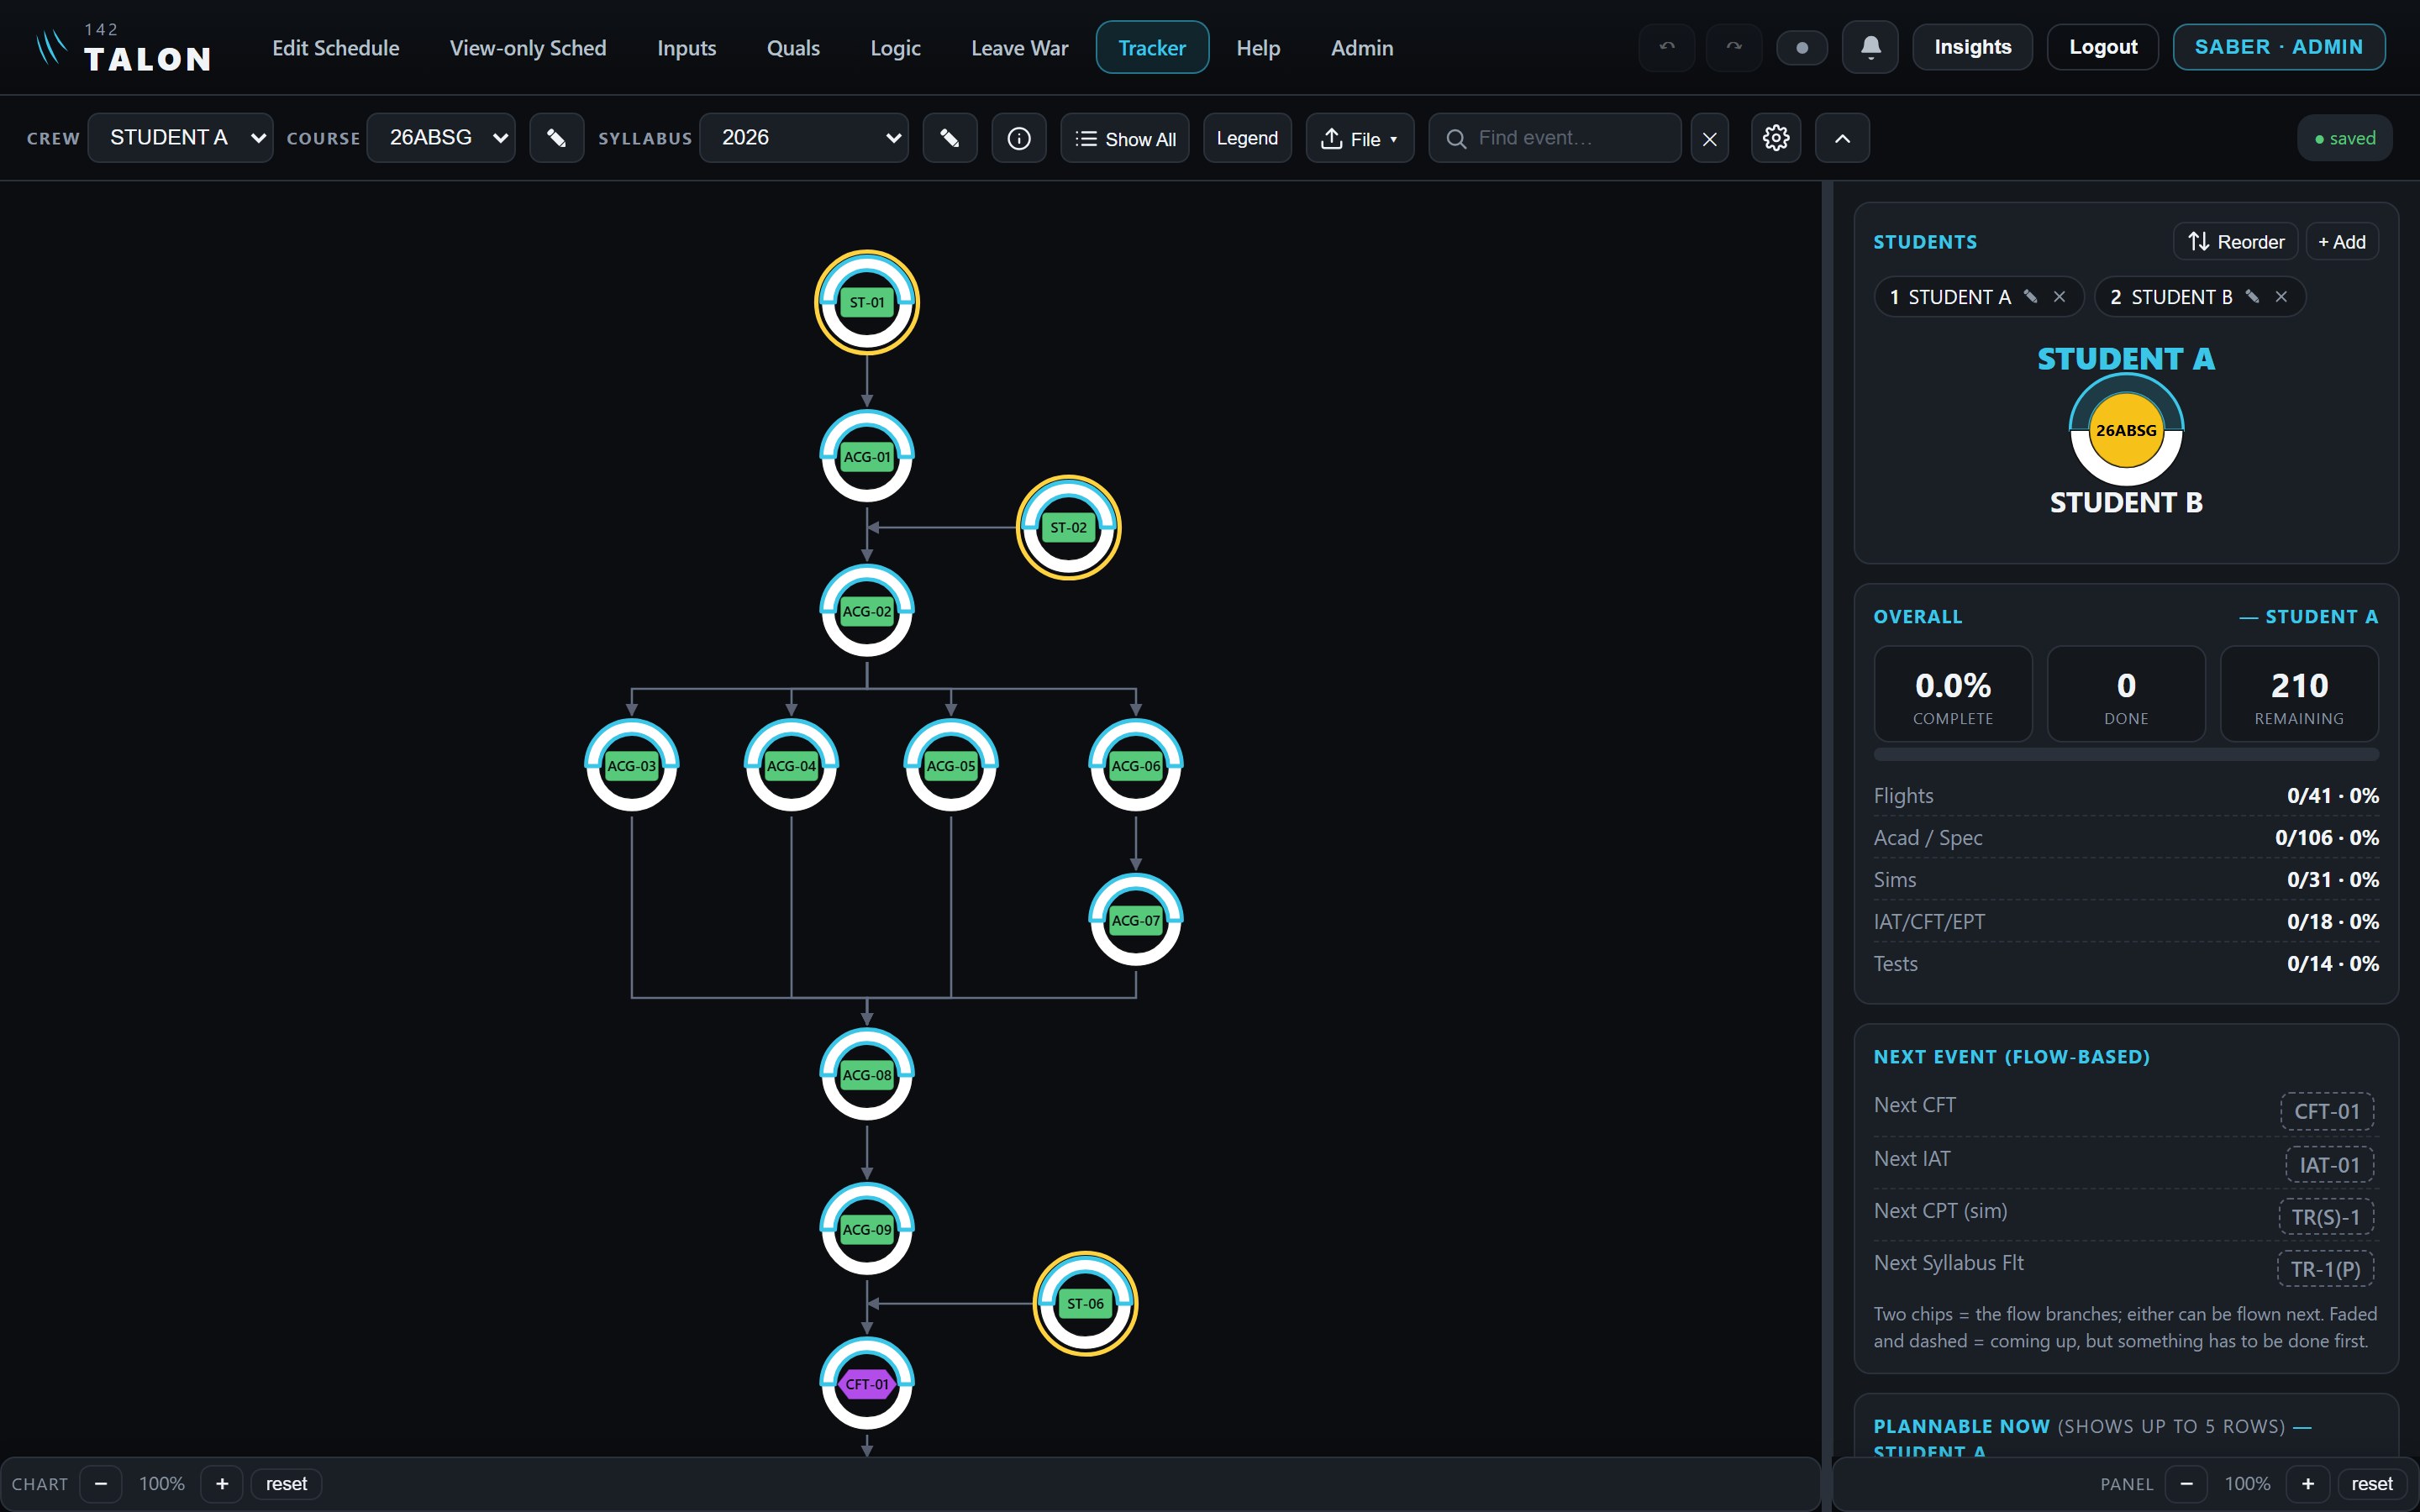 142
TALON
Edit Schedule
View-only Sched
Inputs
Quals
Logic
Leave War
Tracker
Help
Admin
Insights
Logout
SABER · ADMIN
CREW
STUDENT A
COURSE
26ABSG
SYLLABUS
2026
Show All
Legend
File
Find event...
saved
ST-01
ACG-01
ST-02
ACG-02
ACG-03
ACG-04
ACG-05
ACG-06
ACG-07
ACG-08
ACG-09
ST-06
CFT-01
CHART
−
100%
+
reset
STUDENTS
Reorder
+ Add
1 STUDENT A
2 STUDENT B
STUDENT A
26ABSG
STUDENT B
OVERALL
— STUDENT A
0.0%
COMPLETE
0
DONE
210
REMAINING
Flights 0/41 · 0%
Acad / Spec 0/106 · 0%
Sims 0/31 · 0%
IAT/CFT/EPT 0/18 · 0%
Tests 0/14 · 0%
NEXT EVENT (FLOW-BASED)
Next CFT CFT-01
Next IAT IAT-01
Next CPT (sim) TR(S)-1
Next Syllabus Flt TR-1(P)
Two chips = the flow branches; either can be flown next. Faded
and dashed = coming up, but something has to be done first.
PLANNABLE NOW (SHOWS UP TO 5 ROWS) —
STUDENT A
PANEL
−
100%
+
reset